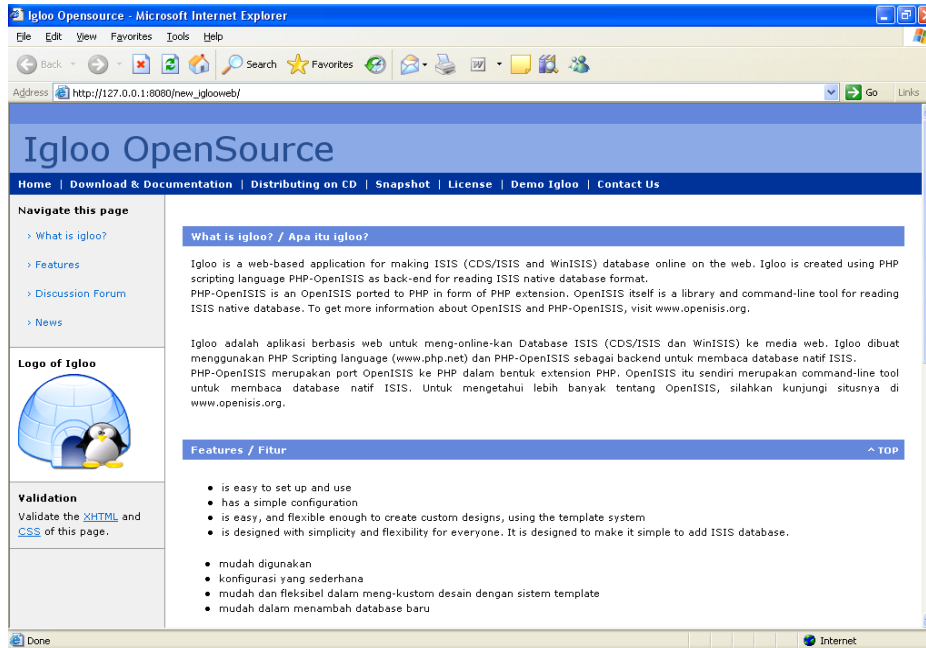 Igloo Opensource - Microsoft Internet Explorer
File Edit View Favorites Tools Help
Back Search Favorites
Address http://127.0.0.1:8080/new_iglooweb/ Go Links
Igloo OpenSource
Home | Download & Documentation | Distributing on CD | Snapshot | License | Demo Igloo | Contact Us
Navigate this page
› What is igloo?
› Features
› Discussion Forum
› News
Logo of Igloo
Validation
Validate the XHTML and
CSS of this page.
What is igloo? / Apa itu igloo?
Igloo is a web-based application for making ISIS (CDS/ISIS and WinISIS) database online on the web. Igloo is created using PHP
scripting language PHP-OpenISIS as back-end for reading ISIS native database format.
PHP-OpenISIS is an OpenISIS ported to PHP in form of PHP extension. OpenISIS itself is a library and command-line tool for reading
ISIS native database. To get more information about OpenISIS and PHP-OpenISIS, visit www.openisis.org.
Igloo adalah aplikasi berbasis web untuk meng-online-kan Database ISIS (CDS/ISIS dan WinISIS) ke media web. Igloo dibuat
menggunakan PHP Scripting language (www.php.net) dan PHP-OpenISIS sebagai backend untuk membaca database natif ISIS.
PHP-OpenISIS merupakan port OpenISIS ke PHP dalam bentuk extension PHP. OpenISIS itu sendiri merupakan command-line tool
untuk membaca database natif ISIS. Untuk mengetahui lebih banyak tentang OpenISIS, silahkan kunjungi situsnya di
www.openisis.org.
Features / Fitur ^ TOP
• is easy to set up and use
• has a simple configuration
• is easy, and flexible enough to create custom designs, using the template system
• is designed with simplicity and flexibility for everyone. It is designed to make it simple to add ISIS database.
• mudah digunakan
• konfigurasi yang sederhana
• mudah dan fleksibel dalam meng-kustom desain dengan sistem template
• mudah dalam menambah database baru
Done Internet